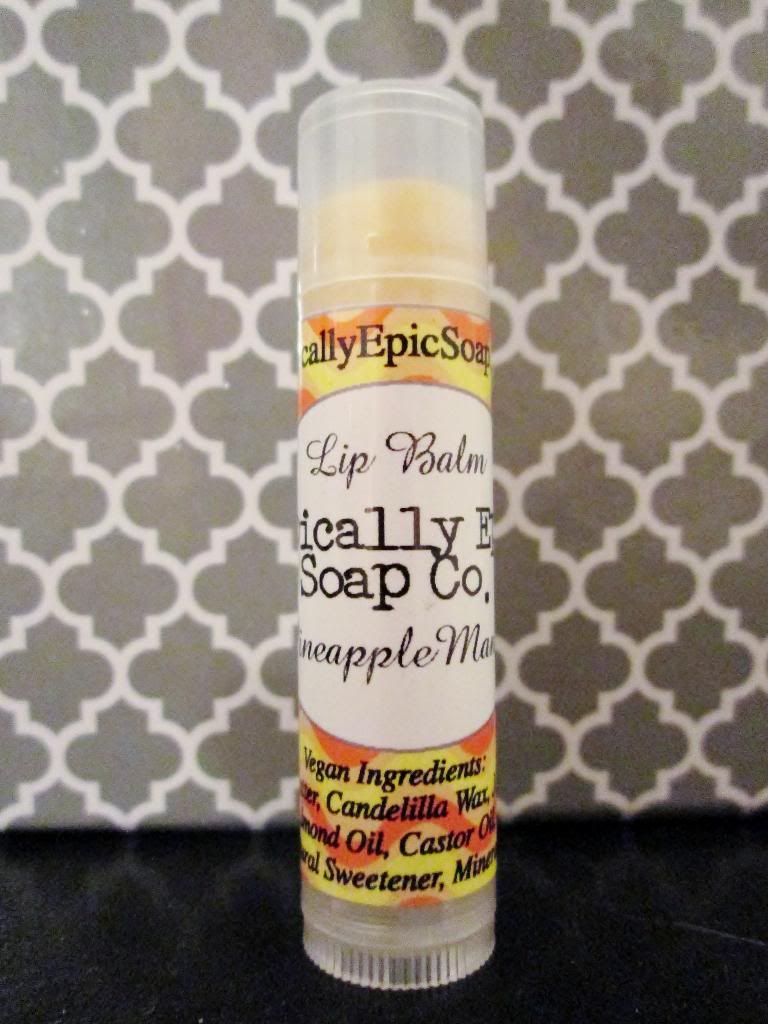 callyEpicSoap
Lip Balm
ically Ep
Soap Co.
ineappleMan
Vegan Ingredients:
ter, Candelilla Wax,
mond Oil, Castor Oil,
ral Sweetener, Miner